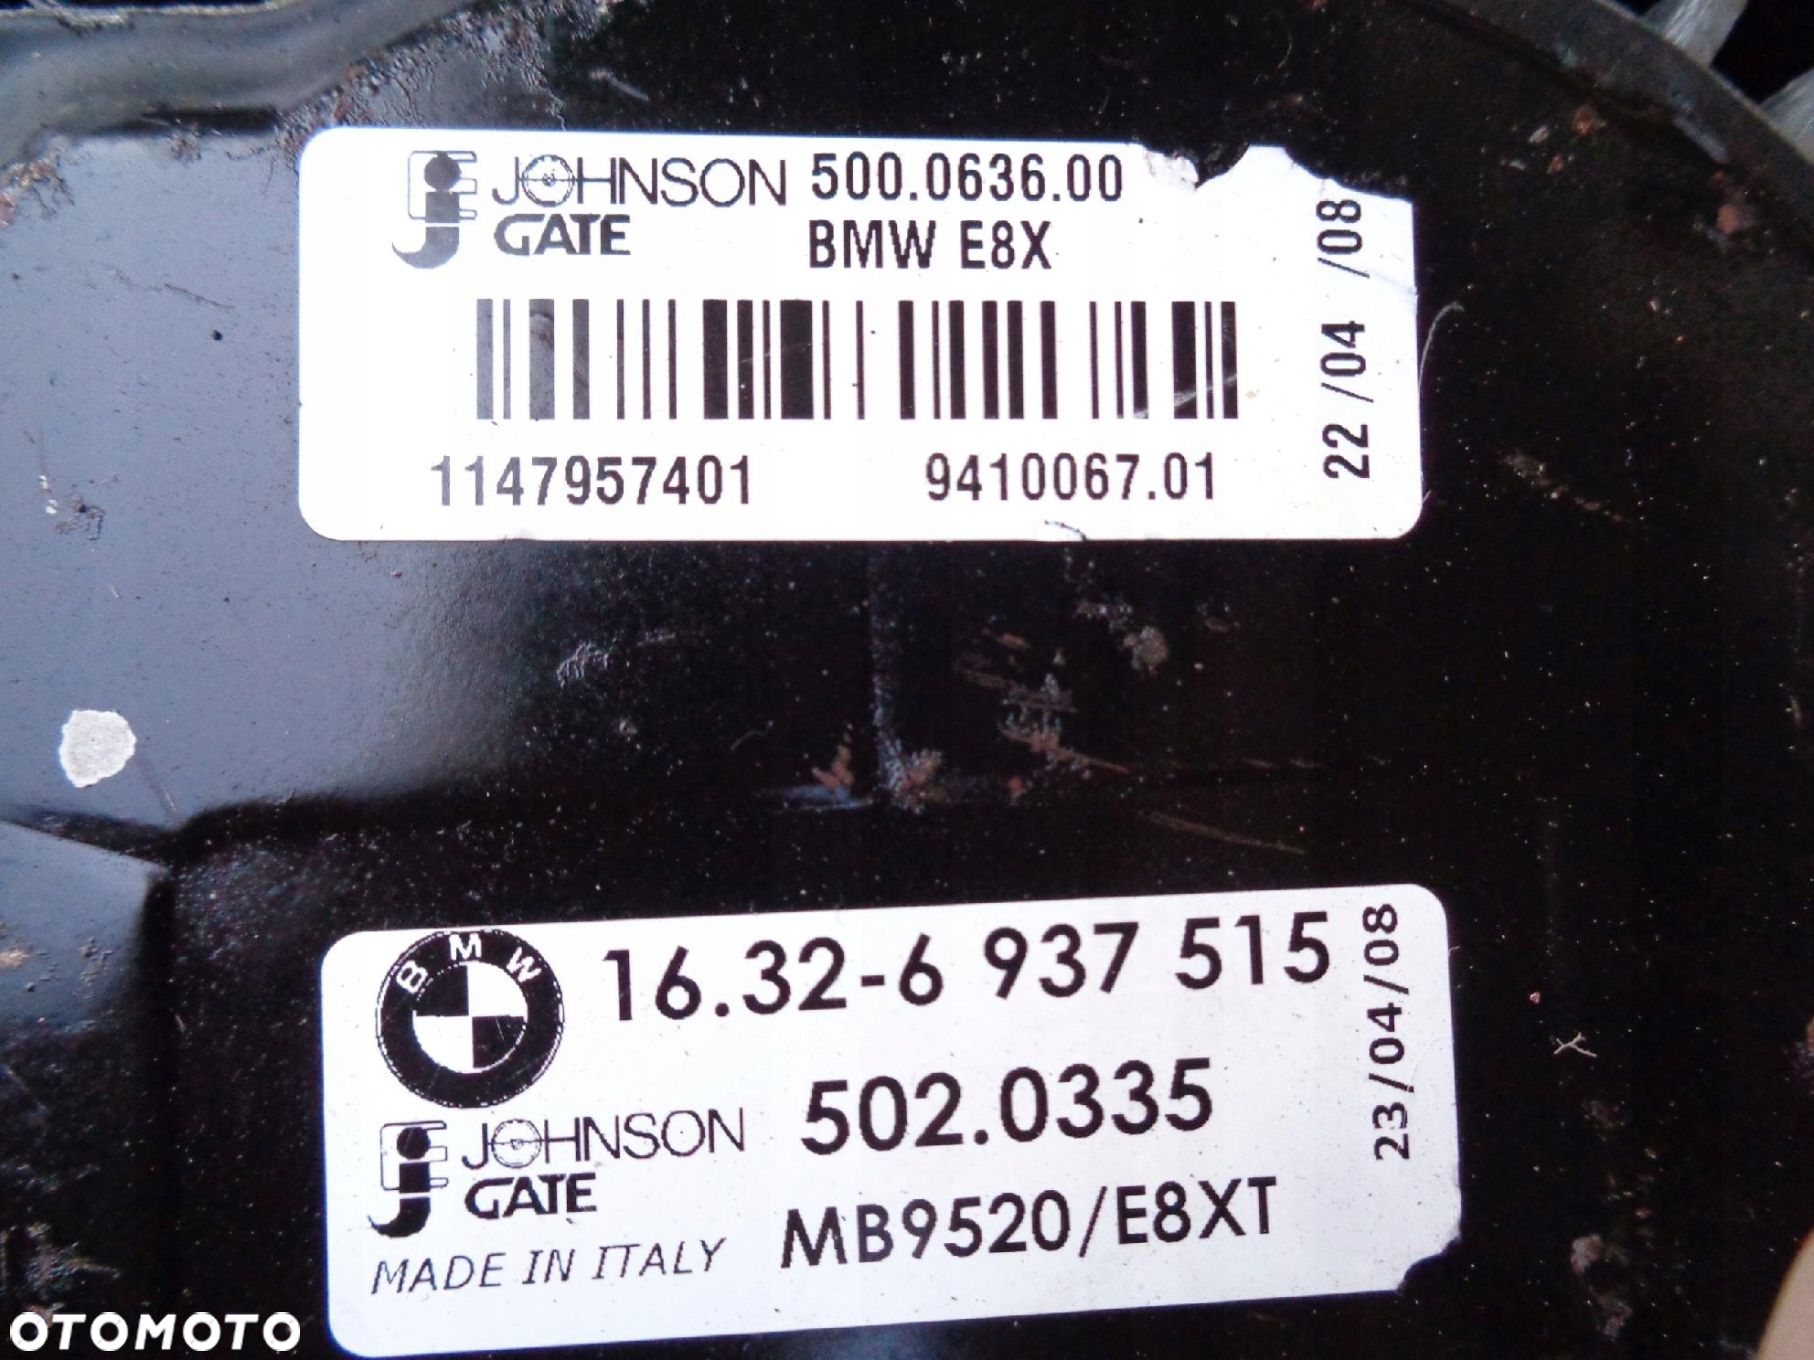 JOHNSON 500.0636.00
GATE BMW E8X
1147957401 9410067.01
22 /04 /08
BMW 16.32-6 937 515
JOHNSON 502.0335
GATE
MADE IN ITALY MB9520/E8XT
23/04/08
OTOMOTO